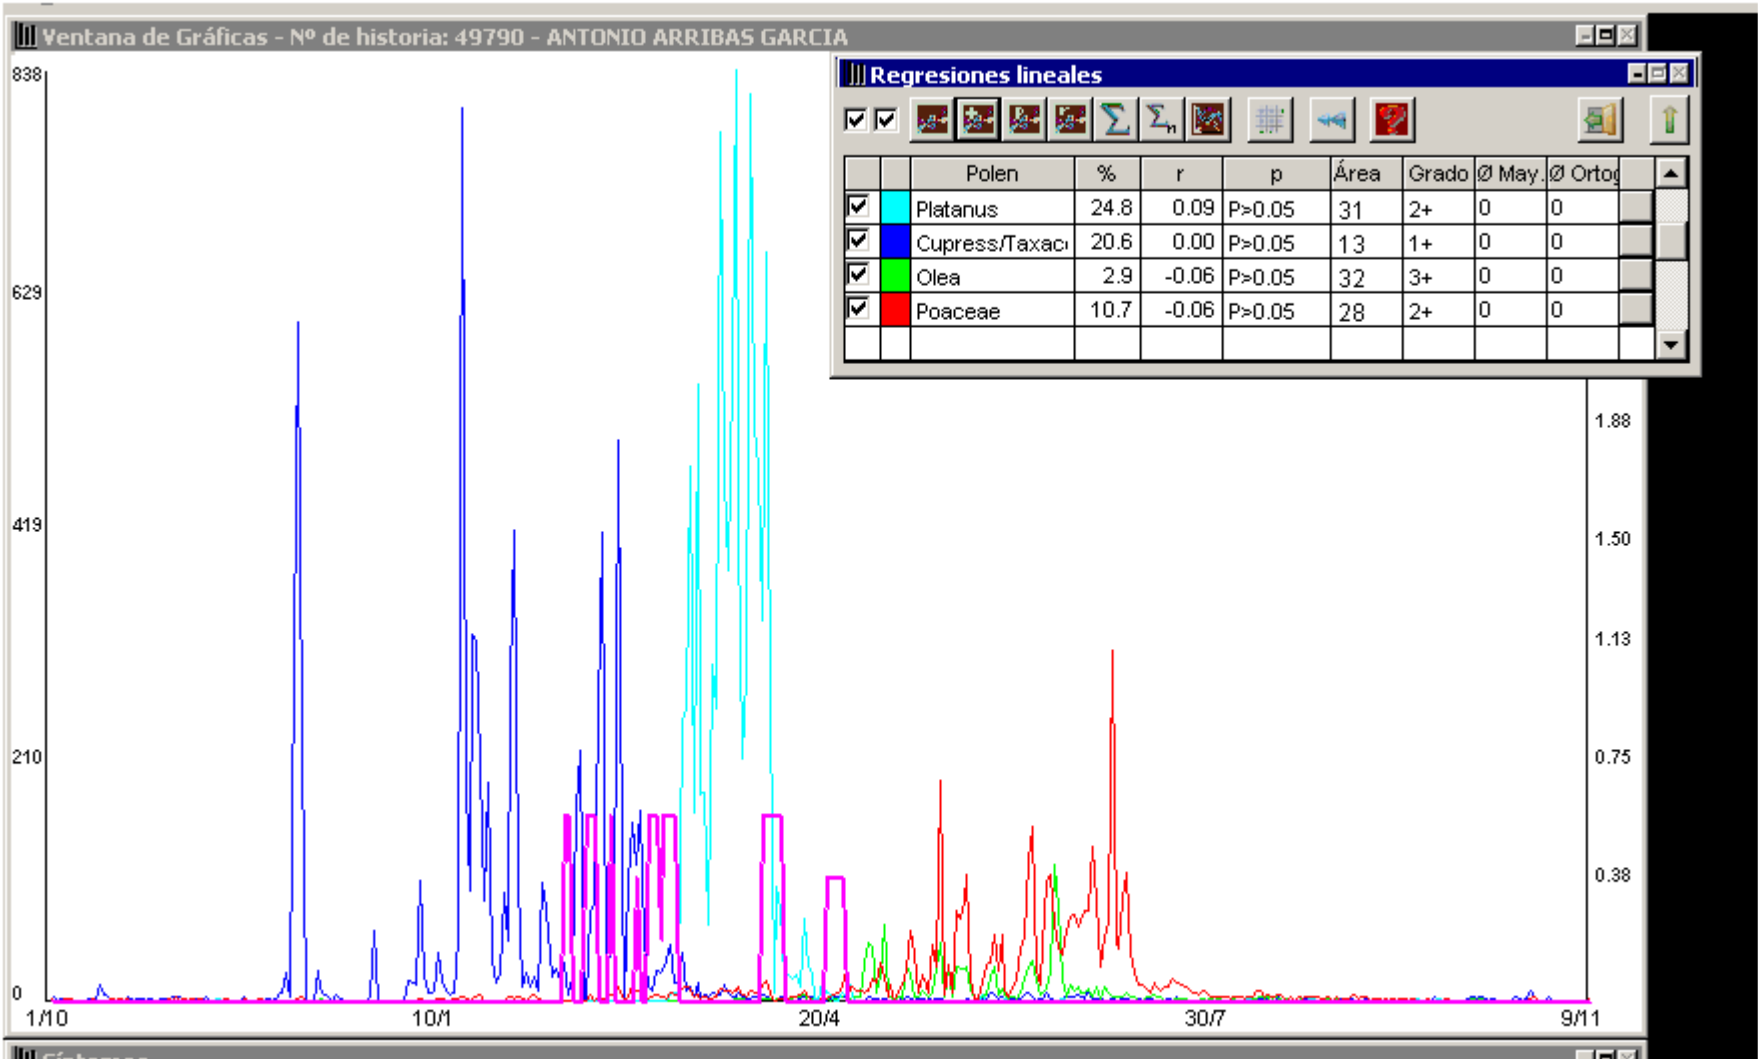 Ventana de Gráficas - Nº de historia: 49790 - ANTONIO ARRIBAS GARCIA
Regresiones lineales
Polen % r p Área Grado Ø May. Ø Ortog
Platanus 24.8 0.09 P>0.05 31 2+ 0 0
Cupress/Taxac 20.6 0.00 P>0.05 13 1+ 0 0
Olea 2.9 -0.06 P>0.05 32 3+ 0 0
Poaceae 10.7 -0.06 P>0.05 28 2+ 0 0
838
629
419
210
0
1.88
1.50
1.13
0.75
0.38
1/10 10/1 20/4 30/7 9/11
Síntomas